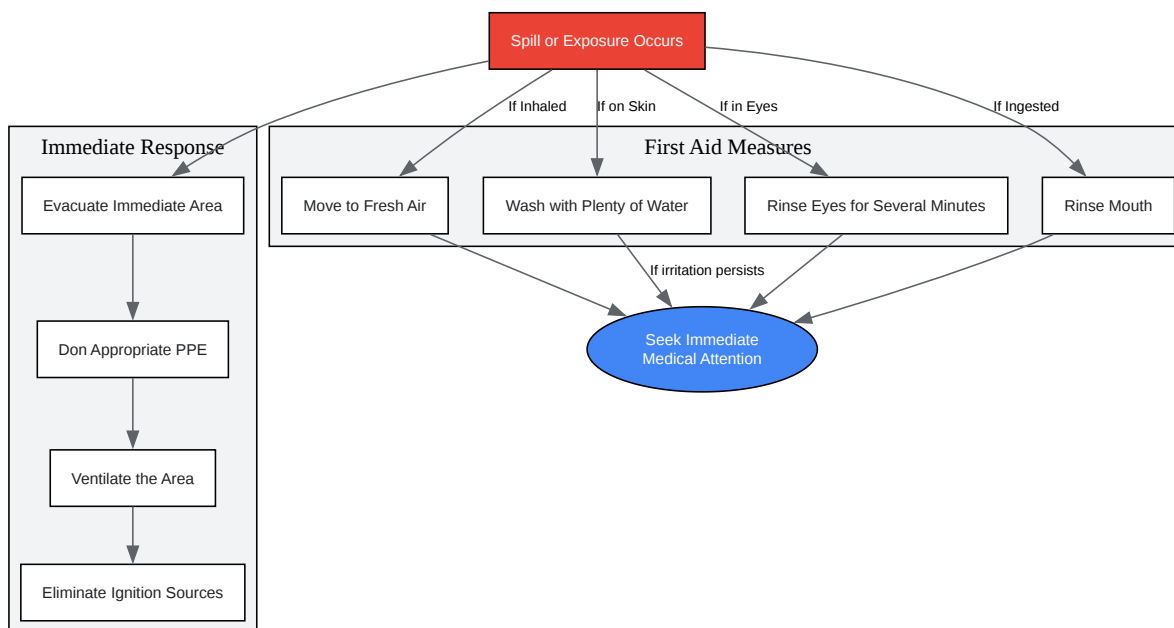 Spill or Exposure Occurs
If Inhaled
If on Skin
If in Eyes
If Ingested
Immediate Response
First Aid Measures
Evacuate Immediate Area
Move to Fresh Air
Wash with Plenty of Water
Rinse Eyes for Several Minutes
Rinse Mouth
If irritation persists
Don Appropriate PPE
Seek Immediate
Medical Attention
Ventilate the Area
Eliminate Ignition Sources